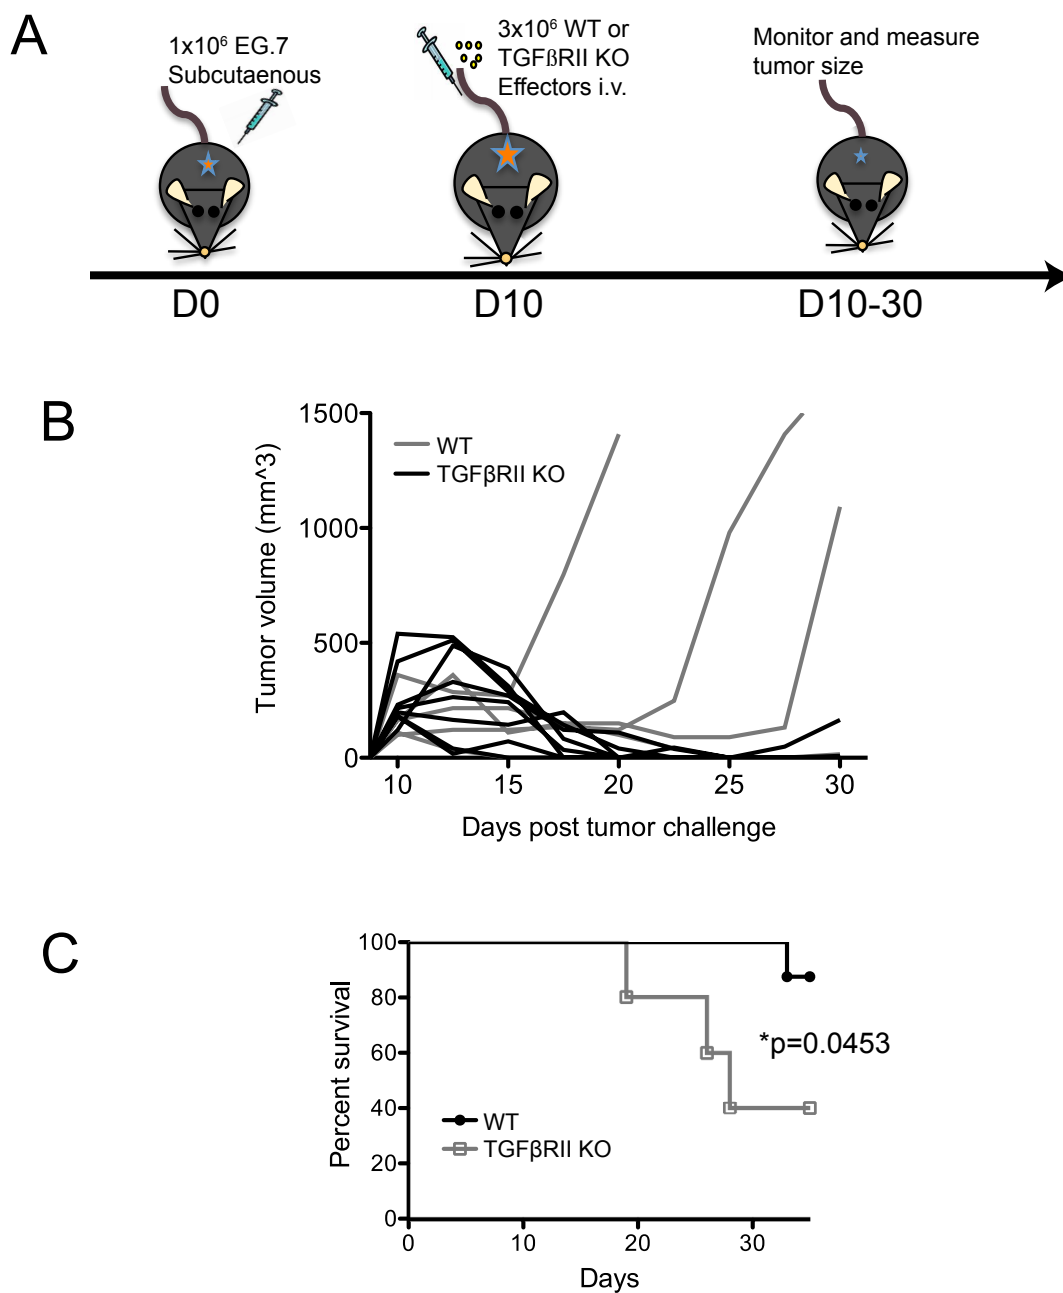 A
1x10⁶ EG.7
Subcutaenous
3x10⁶ WT or
TGFßRII KO
Effectors i.v.
Monitor and measure
tumor size
D0
D10
D10-30
B
1500
1000
500
0
Tumor volume (mm^3)
WT
TGFβRII KO
10 15 20 25 30
Days post tumor challenge
C
100
80
60
40
20
0
Percent survival
*p=0.0453
WT
TGFβRII KO
0 10 20 30
Days